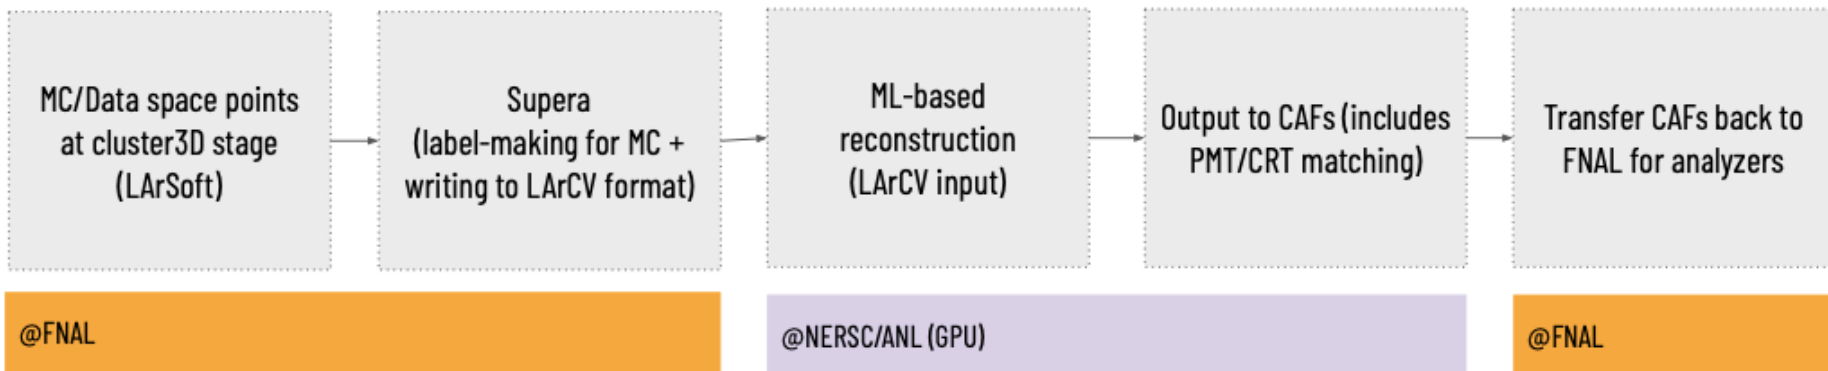 MC/Data space points
at cluster3D stage
(LArSoft)
Supera
(label-making for MC +
writing to LArCV format)
ML-based
reconstruction
(LArCV input)
Output to CAFs (includes
PMT/CRT matching)
Transfer CAFs back to
FNAL for analyzers
@FNAL
@NERSC/ANL (GPU)
@FNAL